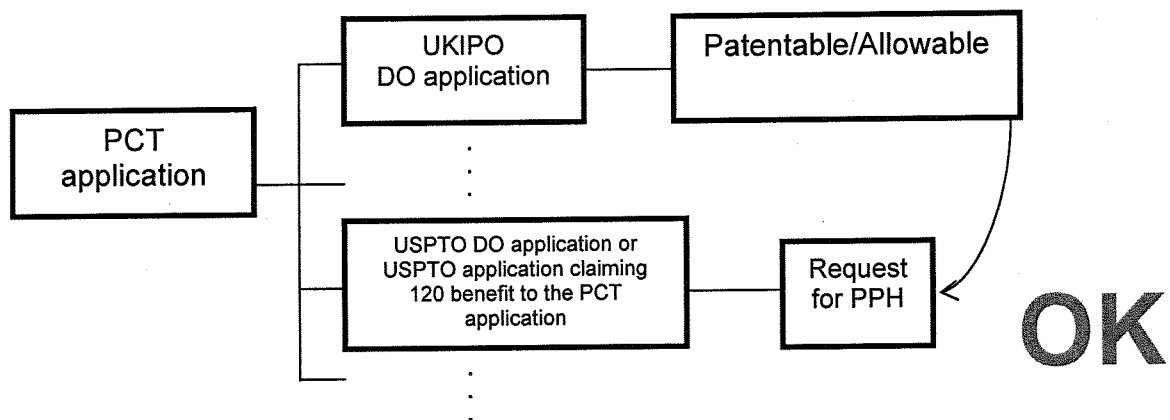 UKIPO
DO application
Patentable/Allowable
PCT
application
USPTO DO application or
USPTO application claiming
120 benefit to the PCT
application
Request
for PPH
OK